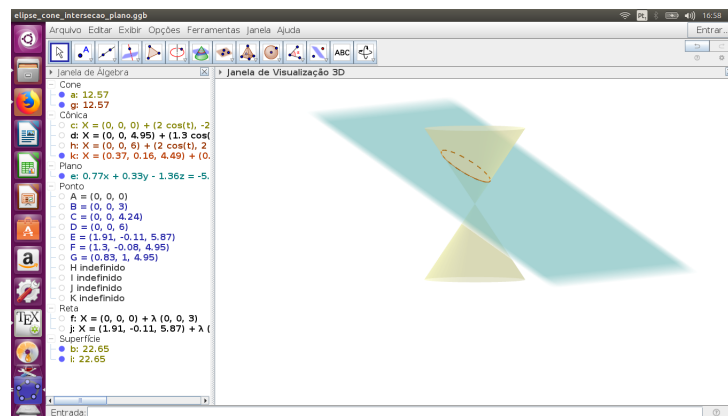 elipse_cone_intersecao_plano.ggb
PL
16:58
Arquivo Editar Exibir Opções Ferramentas Janela Ajuda
Entrar...
ABC
Janela de Álgebra
Janela de Visualização 3D
Cone
a: 12.57
g: 12.57
Cônica
c: X = (0, 0, 0) + (2 cos(t), -2
d: X = (0, 0, 4.95) + (1.3 cos(
h: X = (0, 0, 6) + (2 cos(t), 2
k: X = (0.37, 0.16, 4.49) + (0.
Plano
e: 0.77x + 0.33y - 1.36z = -5.
Ponto
A = (0, 0, 0)
B = (0, 0, 3)
C = (0, 0, 4.24)
D = (0, 0, 6)
E = (1.91, -0.11, 5.87)
F = (1.3, -0.08, 4.95)
G = (0.83, 1, 4.95)
H indefinido
I indefinido
J indefinido
K indefinido
Reta
f: X = (0, 0, 0) + λ (0, 0, 3)
j: X = (1.91, -0.11, 5.87) + λ (
Superfície
b: 22.65
i: 22.65
Entrada: